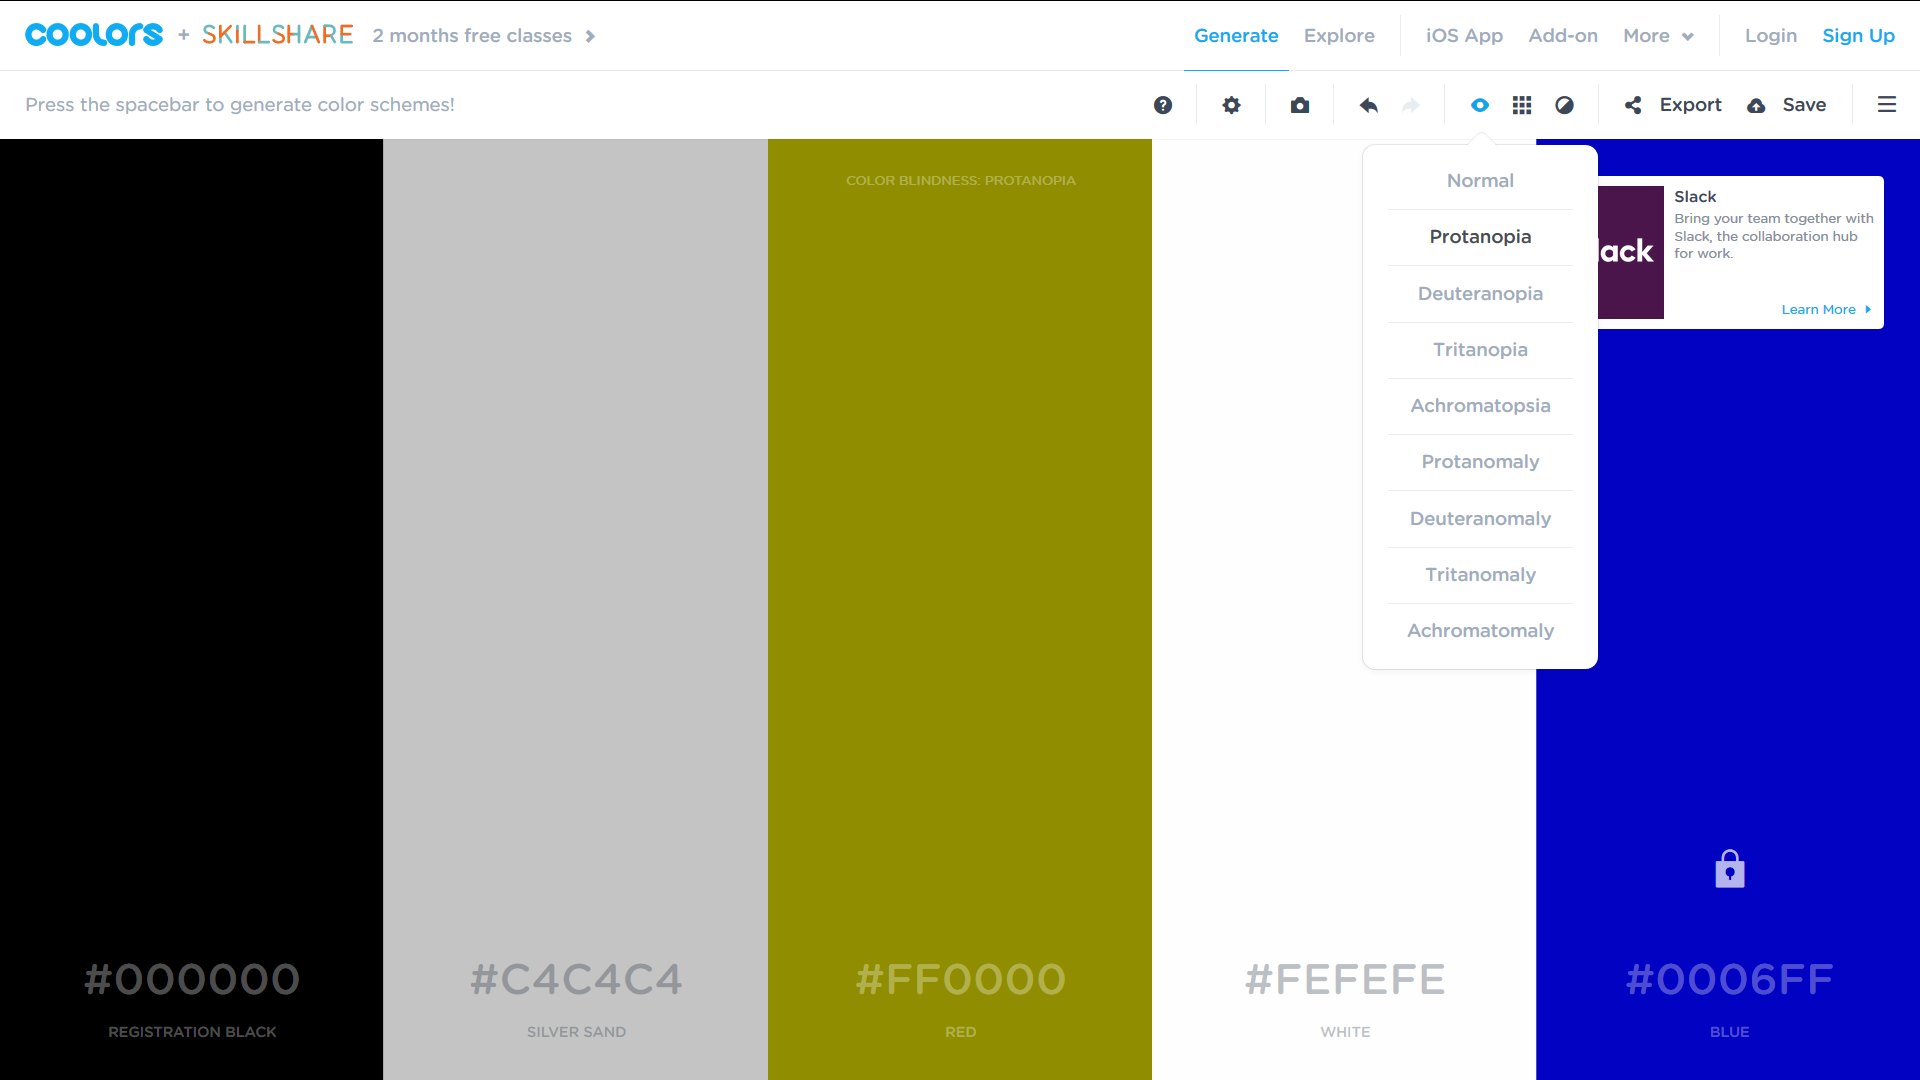 coolors + SKILLSHARE 2 months free classes
Generate Explore iOS App Add-on More Login Sign Up
Press the spacebar to generate color schemes!
Export Save
COLOR BLINDNESS: PROTANOPIA
Normal
Protanopia
Deuteranopia
Tritanopia
Achromatopsia
Protanomaly
Deuteranomaly
Tritanomaly
Achromatomaly
lack
Slack
Bring your team together with
Slack, the collaboration hub
for work.
Learn More
#000000 #C4C4C4 #FF0000 #FEFEFE #0006FF
REGISTRATION BLACK SILVER SAND RED WHITE BLUE